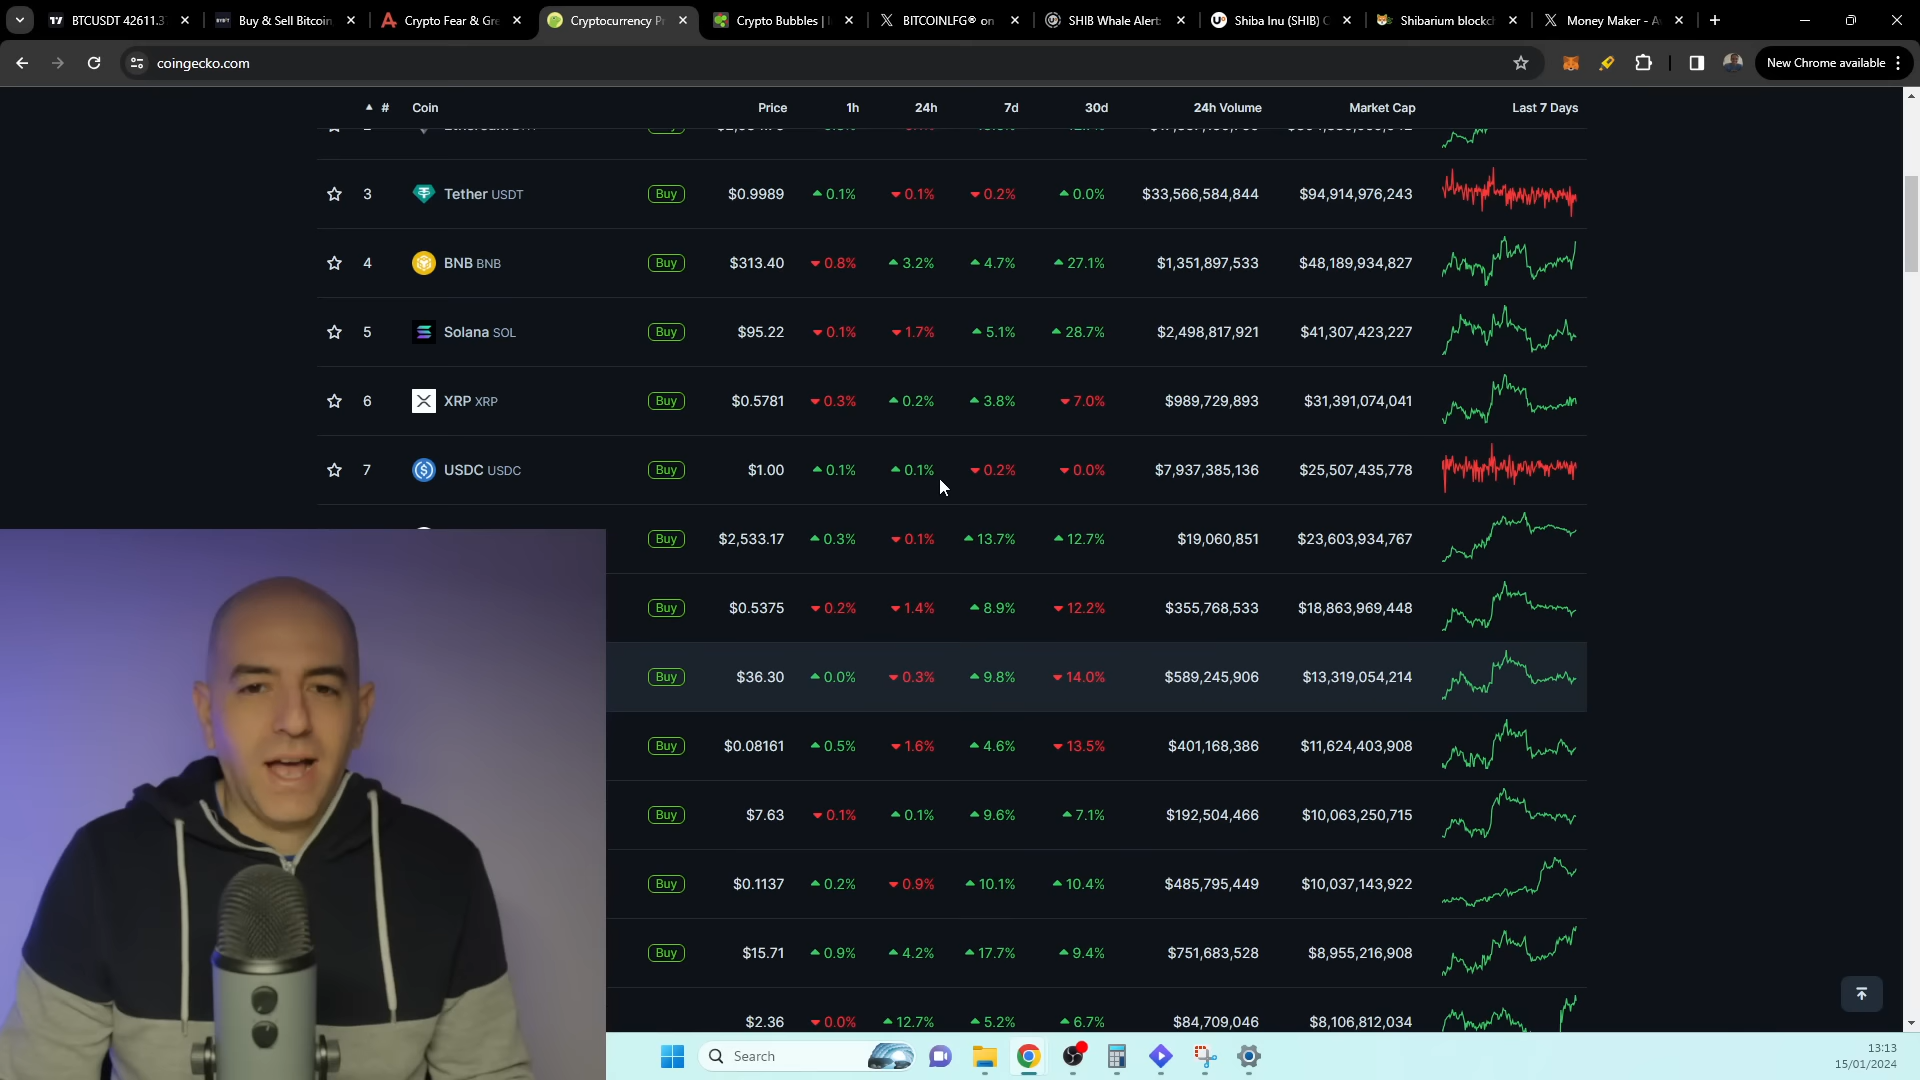 BTCUSDT 42611.3
Buy & Sell Bitcoin
Crypto Fear & Gre
Cryptocurrency P
Crypto Bubbles |
BITCOINLFG® on
SHIB Whale Alert
Shiba Inu (SHIB) C
Shibarium blockc
Money Maker - A
coingecko.com
New Chrome available
# Coin Price 1h 24h 7d 30d 24h Volume Market Cap Last 7 Days
3 Tether USDT Buy $0.9989 0.1% 0.1% 0.2% 0.0% $33,566,584,844 $94,914,976,243
4 BNB BNB Buy $313.40 0.8% 3.2% 4.7% 27.1% $1,351,897,533 $48,189,934,827
5 Solana SOL Buy $95.22 0.1% 1.7% 5.1% 28.7% $2,498,817,921 $41,307,423,227
6 XRP XRP Buy $0.5781 0.3% 0.2% 3.8% 7.0% $989,729,893 $31,391,074,041
7 USDC USDC Buy $1.00 0.1% 0.1% 0.2% 0.0% $7,937,385,136 $25,507,435,778
Buy $2,533.17 0.3% 0.1% 13.7% 12.7% $19,060,851 $23,603,934,767
Buy $0.5375 0.2% 1.4% 8.9% 12.2% $355,768,533 $18,863,969,448
Buy $36.30 0.0% 0.3% 9.8% 14.0% $589,245,906 $13,319,054,214
Buy $0.08161 0.5% 1.6% 4.6% 13.5% $401,168,386 $11,624,403,908
Buy $7.63 0.1% 0.1% 9.6% 7.1% $192,504,466 $10,063,250,715
Buy $0.1137 0.2% 0.9% 10.1% 10.4% $485,795,449 $10,037,143,922
Buy $15.71 0.9% 4.2% 17.7% 9.4% $751,683,528 $8,955,216,908
$2.36 0.0% 12.7% 5.2% 6.7% $84,709,046 $8,106,812,034
Search
13:13
15/01/2024